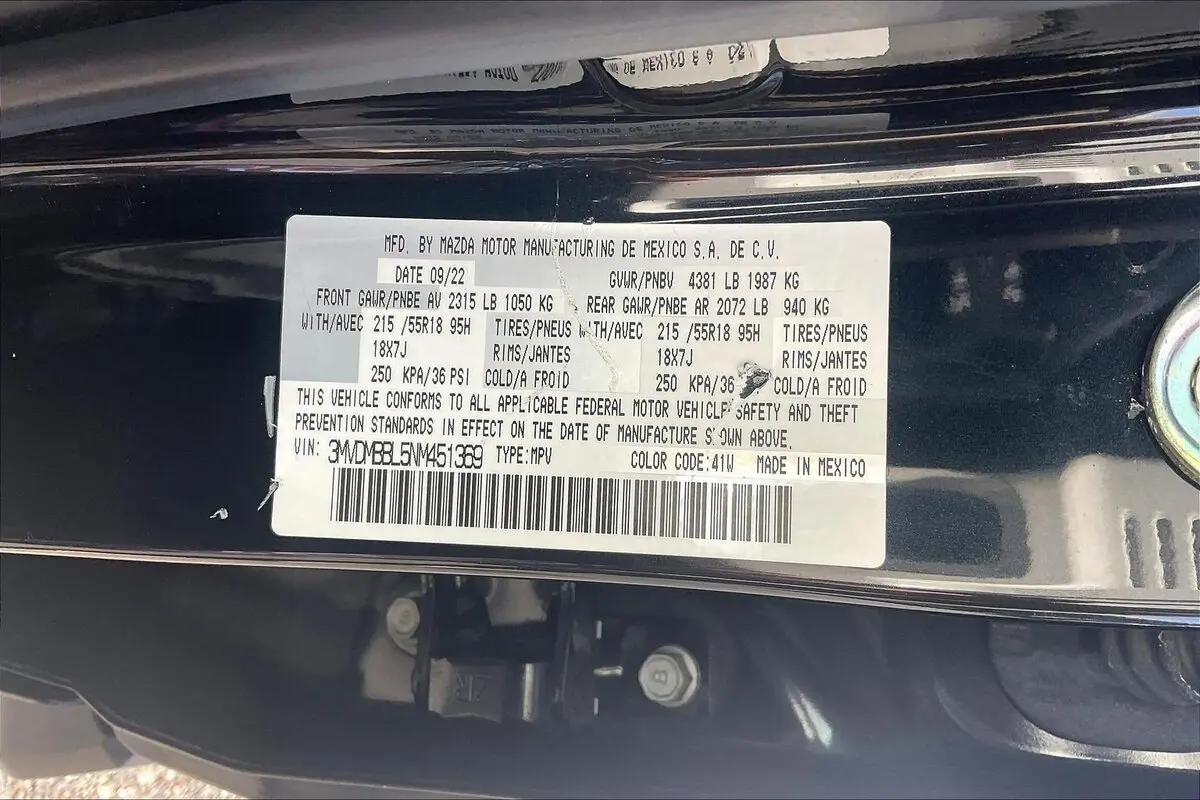 MFD. BY MAZDA MOTOR MANUFACTURING DE MEXICO S.A. DE C.V.
DATE 09/22 GVWR/PNBV 4381 LB 1987 KG
FRONT GAWR/PNBE AV 2315 LB 1050 KG REAR GAWR/PNBE AR 2072 LB 940 KG
WITH/AVEC 215 /55R18 95H TIRES/PNEUS WITH/AVEC 215 /55R18 95H TIRES/PNEUS
18X7J RIMS/JANTES 18X7J RIMS/JANTES
250 KPA/36 PSI COLD/A FROID 250 KPA/36 COLD/A FROID
THIS VEHICLE CONFORMS TO ALL APPLICABLE FEDERAL MOTOR VEHICLE SAFETY AND THEFT
PREVENTION STANDARDS IN EFFECT ON THE DATE OF MANUFACTURE SHOWN ABOVE.
VIN: 3MVDMBBL5NM451369 TYPE:MPV COLOR CODE:41W MADE IN MEXICO